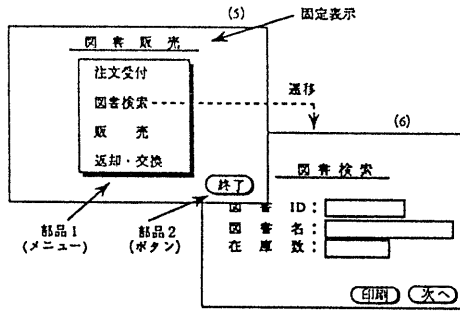 (5)
固定表示
図書販売
注文受付
図書検索
販 売
返却・交換
終了
遷移
(6)
図書検索
図書 ID：
図書名：
在庫数：
印刷
次へ
部品1
(メニュー)
部品2
(ボタン)